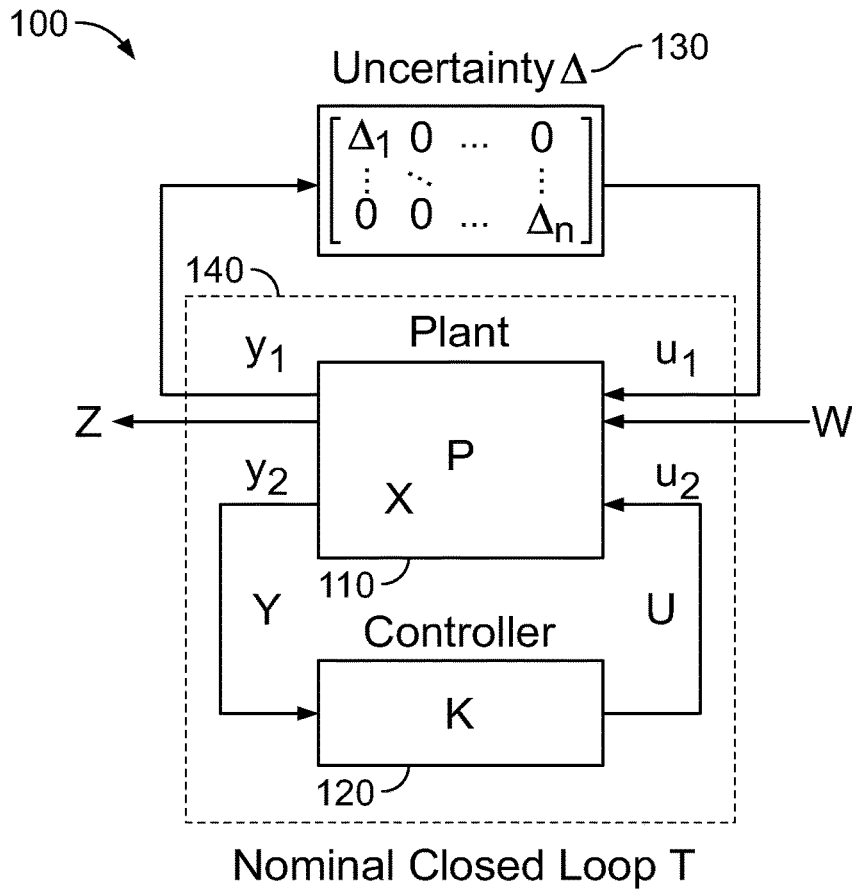 100
Uncertainty Δ 130
Δ₁ 0 ... 0
⋮ ⋱ ⋮
0 0 ... Δₙ
140
Plant
y₁ u₁
Z W
P
y₂ u₂
X
110
Y U
Controller
K
120
Nominal Closed Loop T